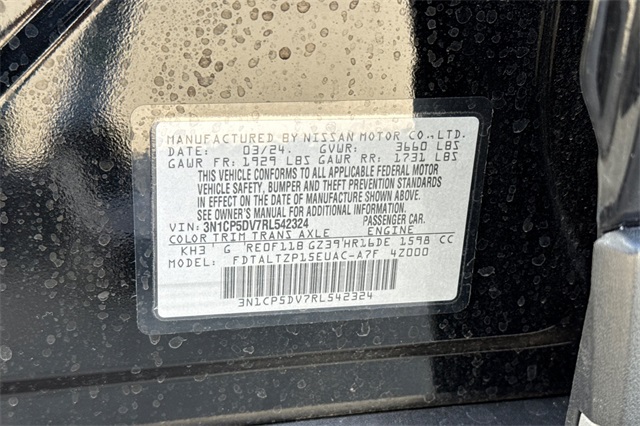 MANUFACTURED BY NISSAN MOTOR CO., LTD.
DATE: 03/24. GVWR: 3660 LBS
GAWR FR: 1929 LBS GAWR RR: 1731 LBS
THIS VEHICLE CONFORMS TO ALL APPLICABLE FEDERAL MOTOR
VEHICLE SAFETY, BUMPER AND THEFT PREVENTION STANDARDS
IN EFFECT ON THE DATE OF MANUFACTURE SHOWN ABOVE.
SEE OWNER'S MANUAL FOR ADDITIONAL INFORMATION.
VIN: 3N1CP5DV7RL542324 PASSENGER CAR.
COLOR TRIM TRANS AXLE ENGINE
KH3 G RE0F11B GZ39 HR16DE 1598 CC
MODEL: FDTALTZP15EUAC-A7F 4Z000
3N1CP5DV7RL542324